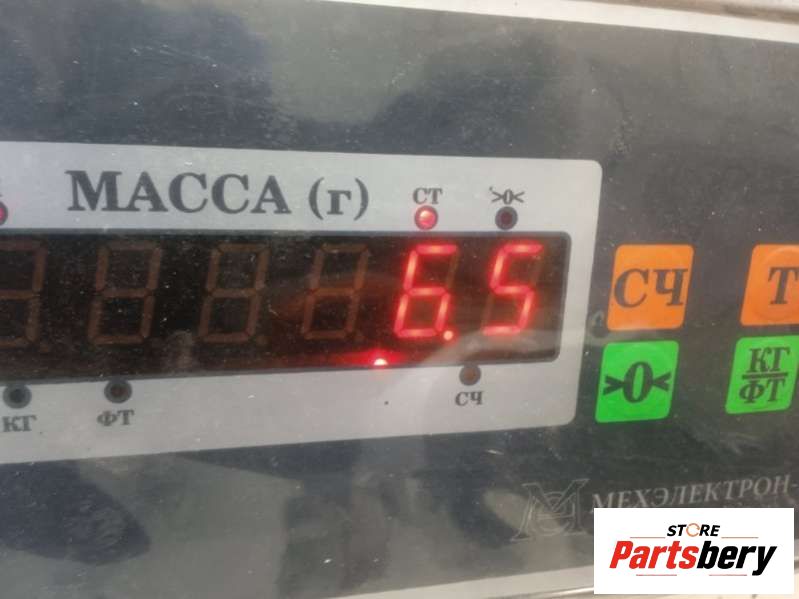 МАССА (г)
СТ
>0<
6.5
КГ
ФТ
СЧ
СЧ
Т
>0<
КГ
ФТ
МЕХЭЛЕКТРОН-
STORE
Partsbery